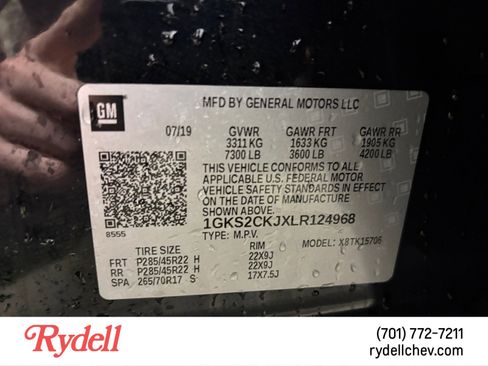 GM
MFD BY GENERAL MOTORS LLC
07/19 GVWR GAWR FRT GAWR RR
3311 KG 1633 KG 1905 KG
7300 LB 3600 LB 4200 LB
THIS VEHICLE CONFORMS TO ALL
APPLICABLE U.S. FEDERAL MOTOR
VEHICLE SAFETY STANDARDS IN EFFECT
ON THE DATE OF MANUFACTURE
SHOWN ABOVE.
1GKS2CKJXLR124968
8555 TYPE: M.P.V. MODEL: X8TK15706
TIRE SIZE RIM
FRT P285/45R22 H 22X9J
RR P285/45R22 H 22X9J
SPA 265/70R17 S 17X7.5J
Rydell
(701) 772-7211
rydellchev.com